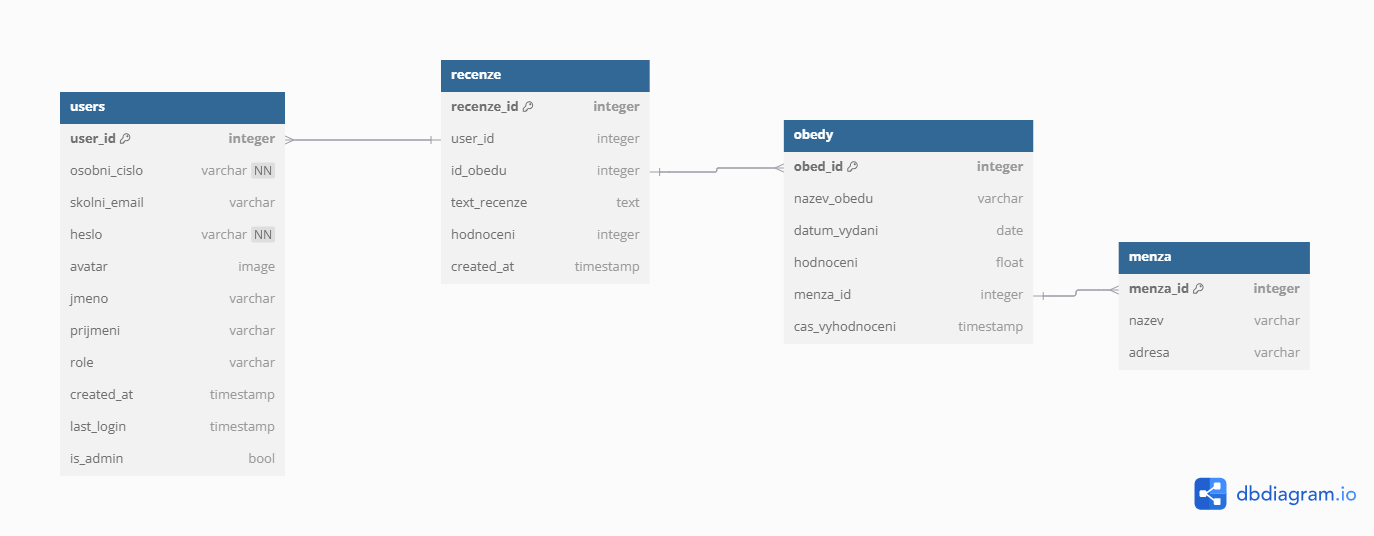 users
user_id integer
osobni_cislo varchar NN
skolni_email varchar
heslo varchar NN
avatar image
jmeno varchar
prijmeni varchar
role varchar
created_at timestamp
last_login timestamp
is_admin bool
recenze
recenze_id integer
user_id integer
id_obedu integer
text_recenze text
hodnoceni integer
created_at timestamp
obedy
obed_id integer
nazev_obedu varchar
datum_vydani date
hodnoceni float
menza_id integer
cas_vyhodnoceni timestamp
menza
menza_id integer
nazev varchar
adresa varchar
dbdiagram.io